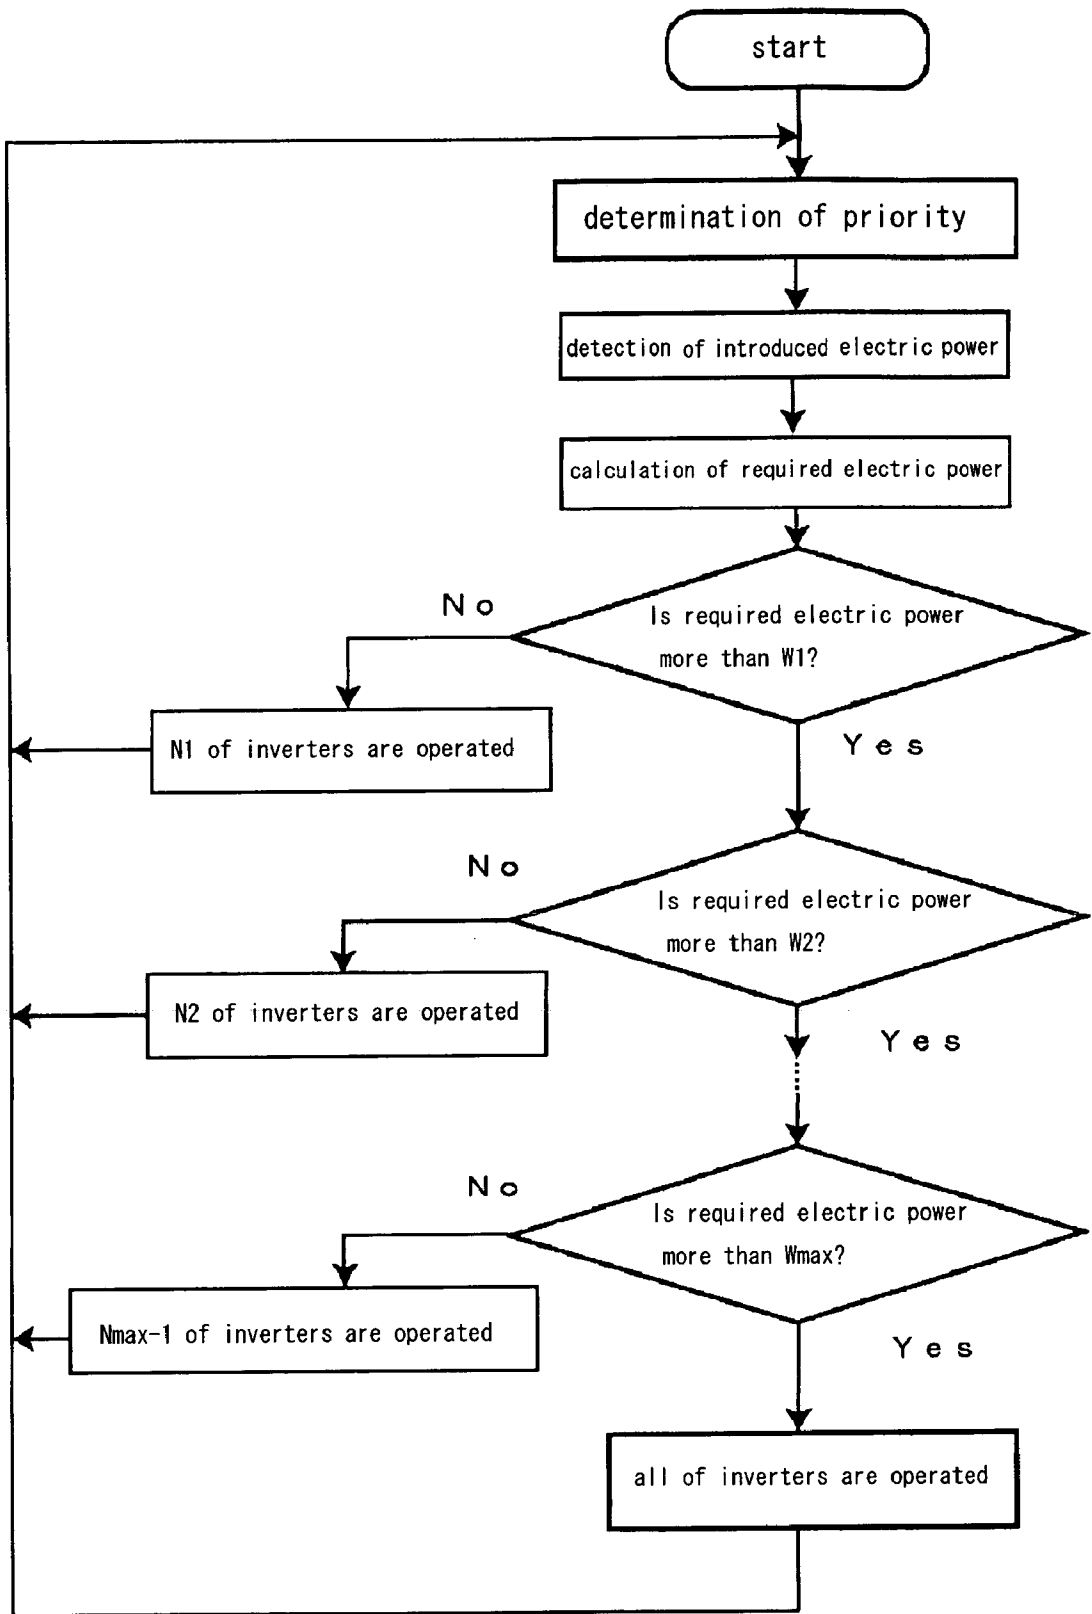 start
determination of priority
detection of introduced electric power
calculation of required electric power
No
Is required electric power
more than W1?
N1 of inverters are operated
Yes
No
Is required electric power
more than W2?
N2 of inverters are operated
Yes
No
Is required electric power
more than Wmax?
Nmax-1 of inverters are operated
Yes
all of inverters are operated